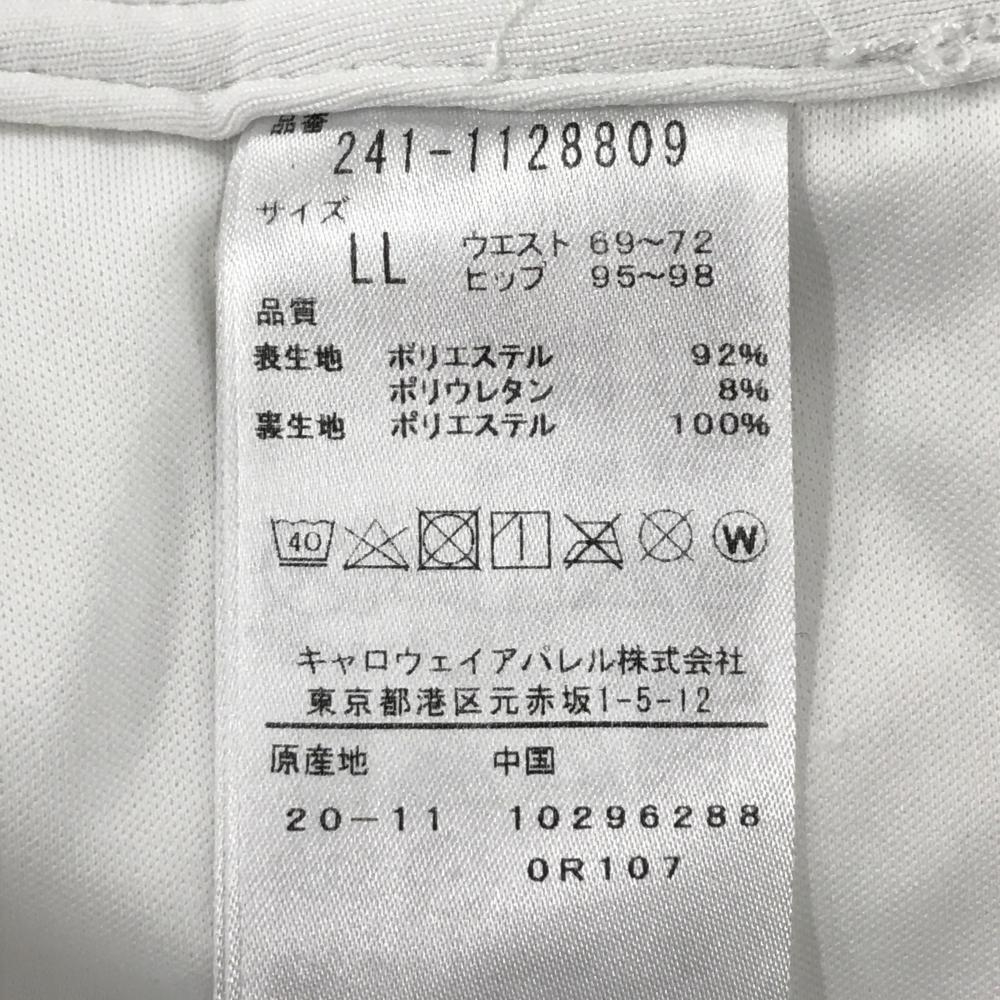 品番
241-1128809
サイズ
LL ウエスト 69～72
ヒップ 95～98
品質
表生地 ポリエステル 92%
ポリウレタン 8%
裏生地 ポリエステル 100%
40 W
キャロウェイアパレル株式会社
東京都港区元赤坂1-5-12
原産地 中国
20-11 10296288
0R107